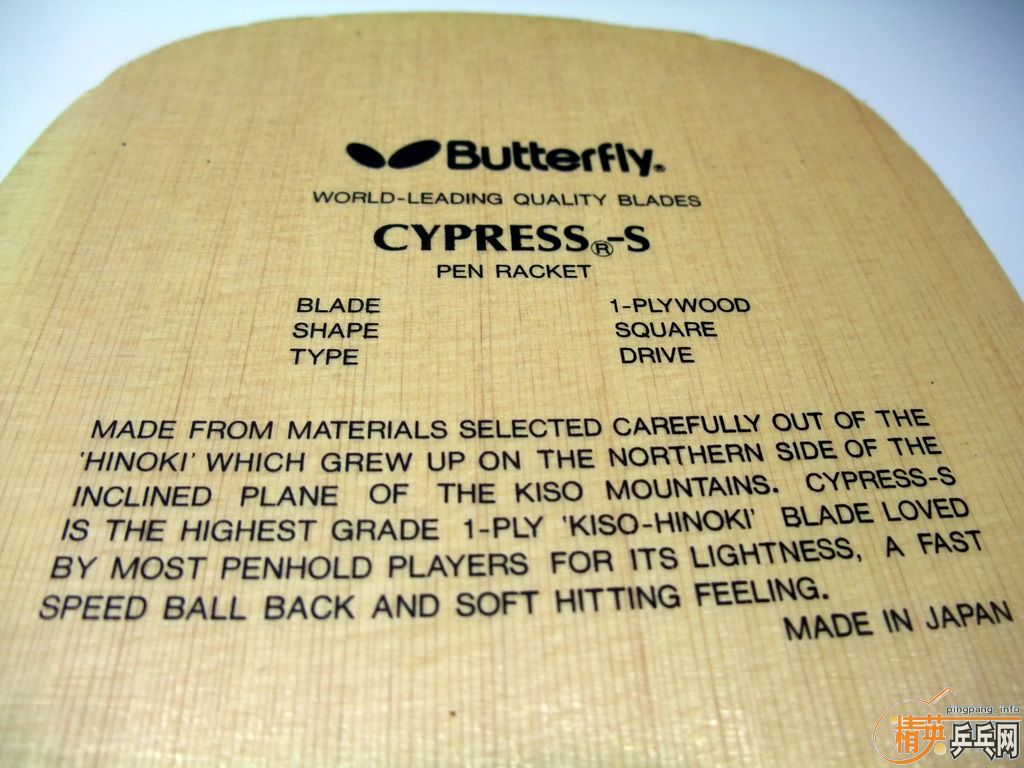 Butterfly®
WORLD-LEADING QUALITY BLADES
CYPRESS®-S
PEN RACKET
BLADE 1-PLYWOOD
SHAPE SQUARE
TYPE DRIVE
MADE FROM MATERIALS SELECTED CAREFULLY OUT OF THE
'HINOKI' WHICH GREW UP ON THE NORTHERN SIDE OF THE
INCLINED PLANE OF THE KISO MOUNTAINS. CYPRESS-S
IS THE HIGHEST GRADE 1-PLY 'KISO-HINOKI' BLADE LOVED
BY MOST PENHOLD PLAYERS FOR ITS LIGHTNESS, A FAST
SPEED BALL BACK AND SOFT HITTING FEELING.
MADE IN JAPAN
pingpang.info
精英乒乓网